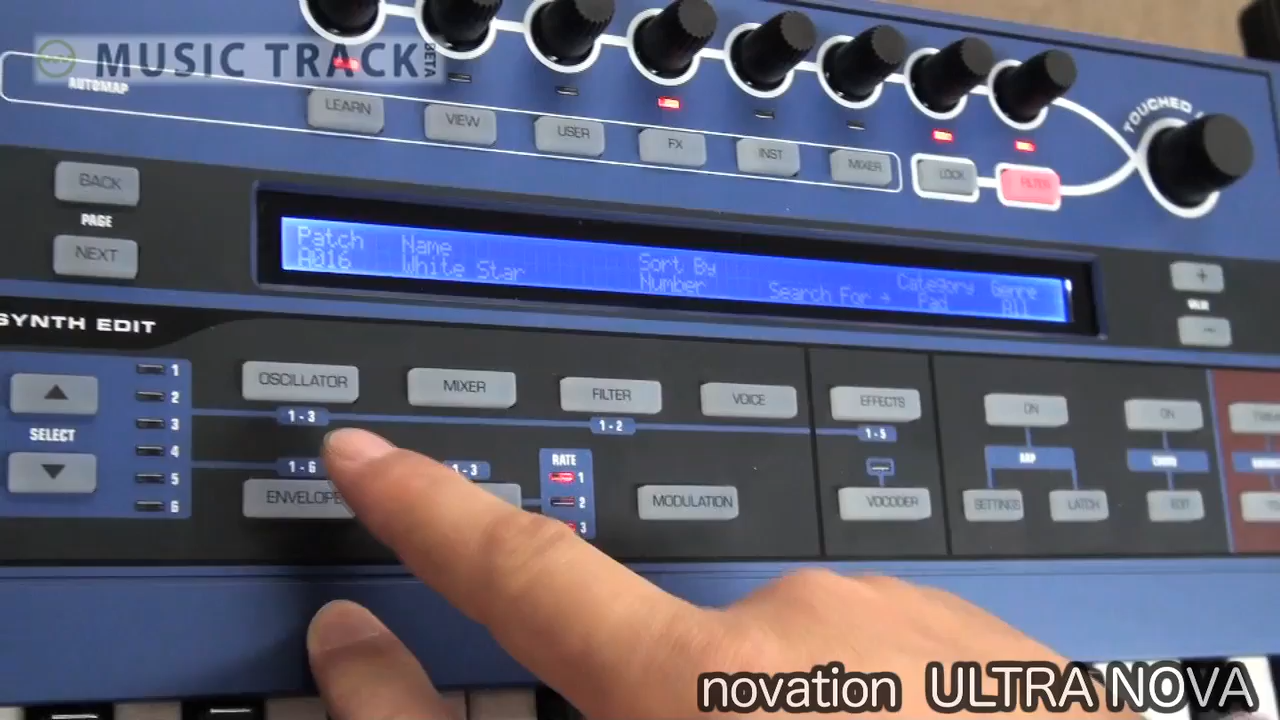 MUSIC TRACK BETA
AUTOMAP
LEARN
VIEW
USER
FX
INST
MIXER
LOCK
FILTER
TOUCHED
BACK
PAGE
NEXT
Patch Name Sort By Category Genre
A016 White Star Number Search For → Pad All
SYNTH EDIT
SELECT
1
2
3
4
5
6
OSCILLATOR
MIXER
FILTER
VOICE
EFFECTS
ON
ON
1-3
1-2
1-5
1-6
1-3
RATE
1
2
3
ARP
ENVELOPE
MODULATION
VOCODER
SETTINGS
LATCH
EDIT
novation ULTRA NOVA